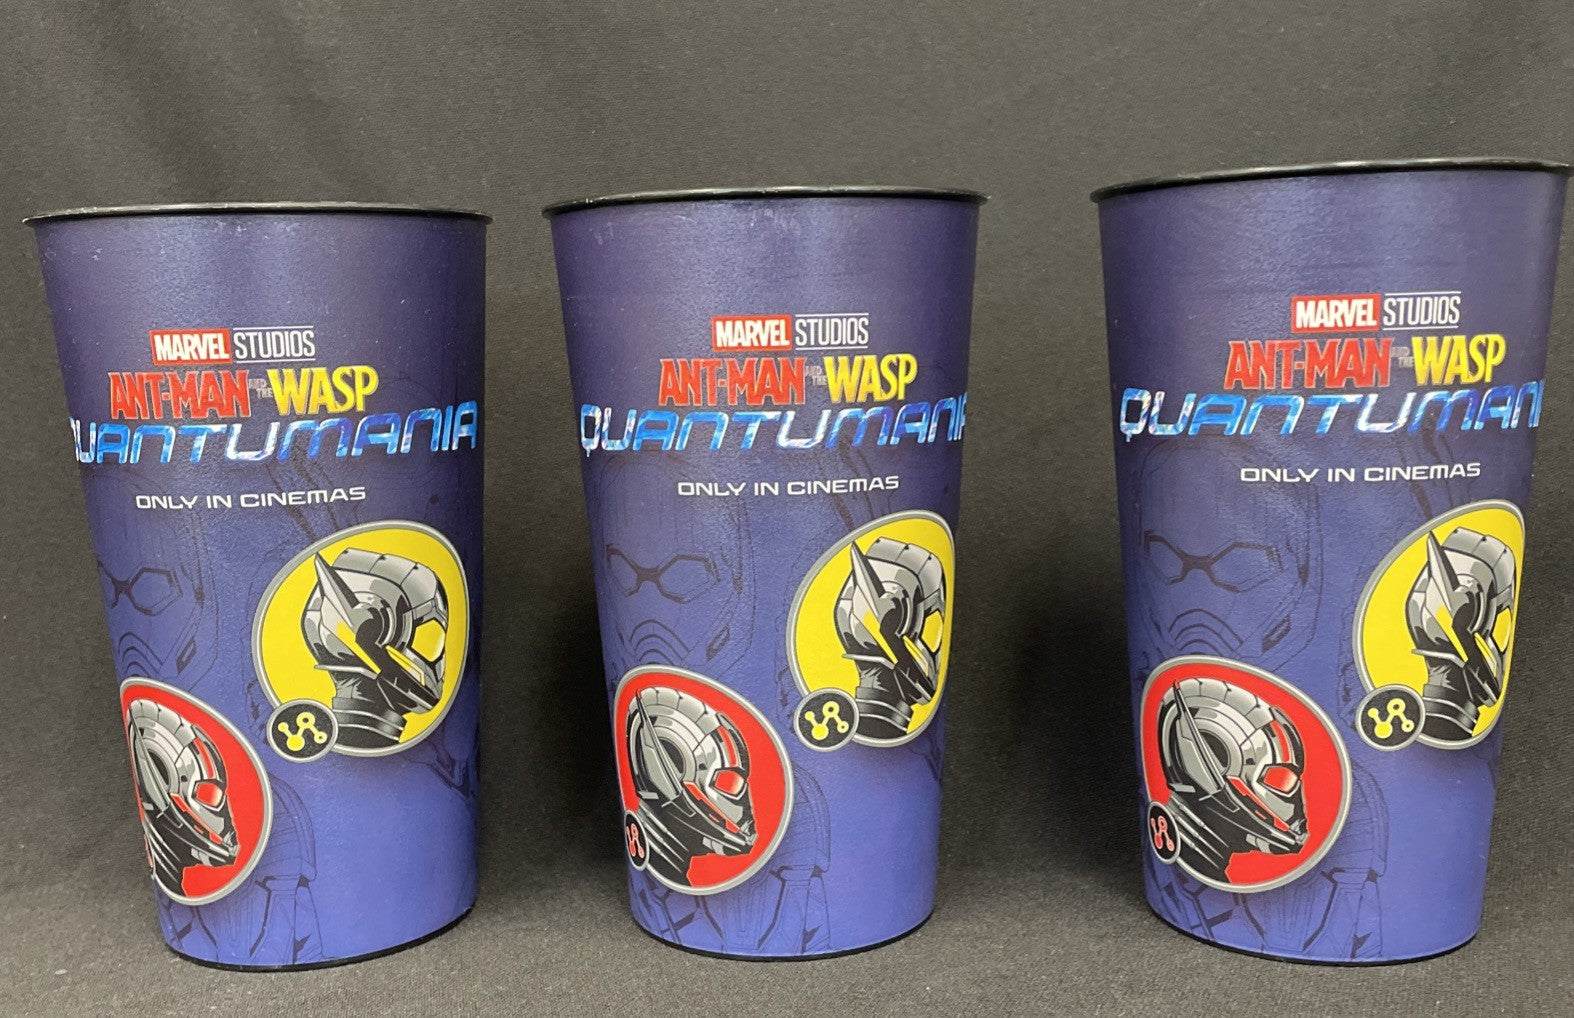 MARVEL STUDIOS
ANT-MAN AND THE WASP
QUANTUMANIA
ONLY IN CINEMAS
MARVEL STUDIOS
ANT-MAN AND THE WASP
QUANTUMANIA
ONLY IN CINEMAS
MARVEL STUDIOS
ANT-MAN AND THE WASP
QUANTUMANI
ONLY IN CINEMAS